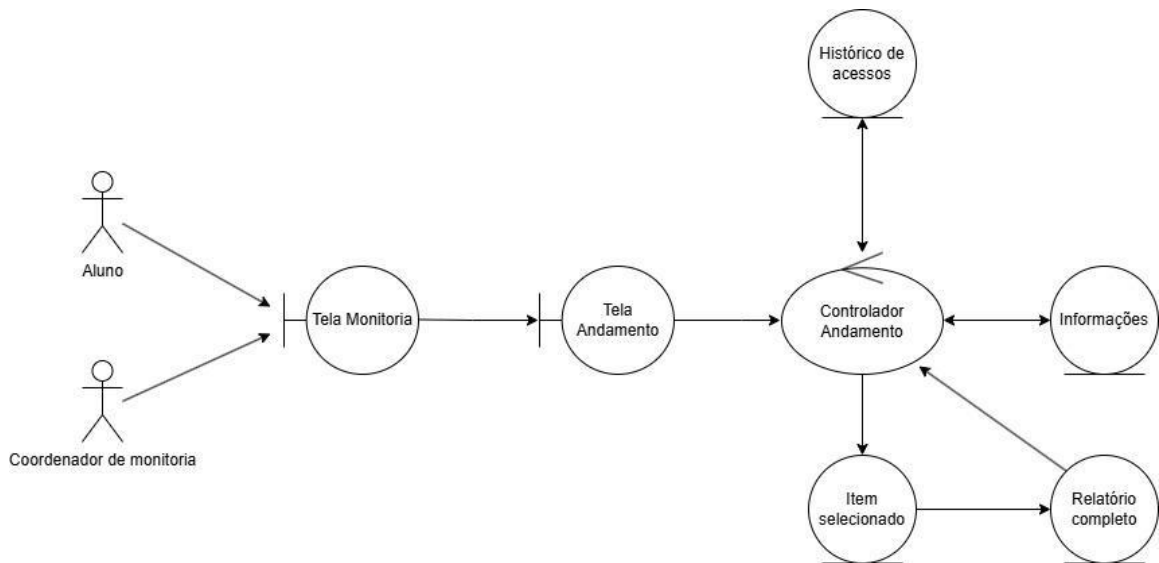 Histórico de
acessos
Aluno
Tela Monitoria
Tela
Andamento
Controlador
Andamento
Informações
Coordenador de monitoria
Item
selecionado
Relatório
completo